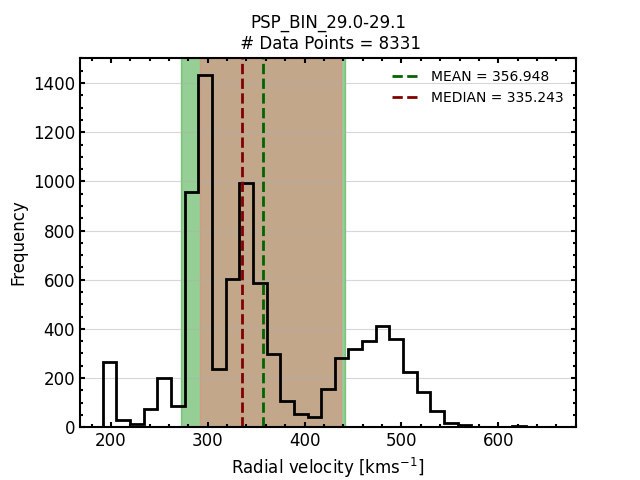 PSP_BIN_29.0-29.1
# Data Points = 8331
MEAN = 356.948
MEDIAN = 335.243
1400
1200
1000
800
600
400
200
0
Frequency
200 300 400 500 600
Radial velocity [kms⁻¹]